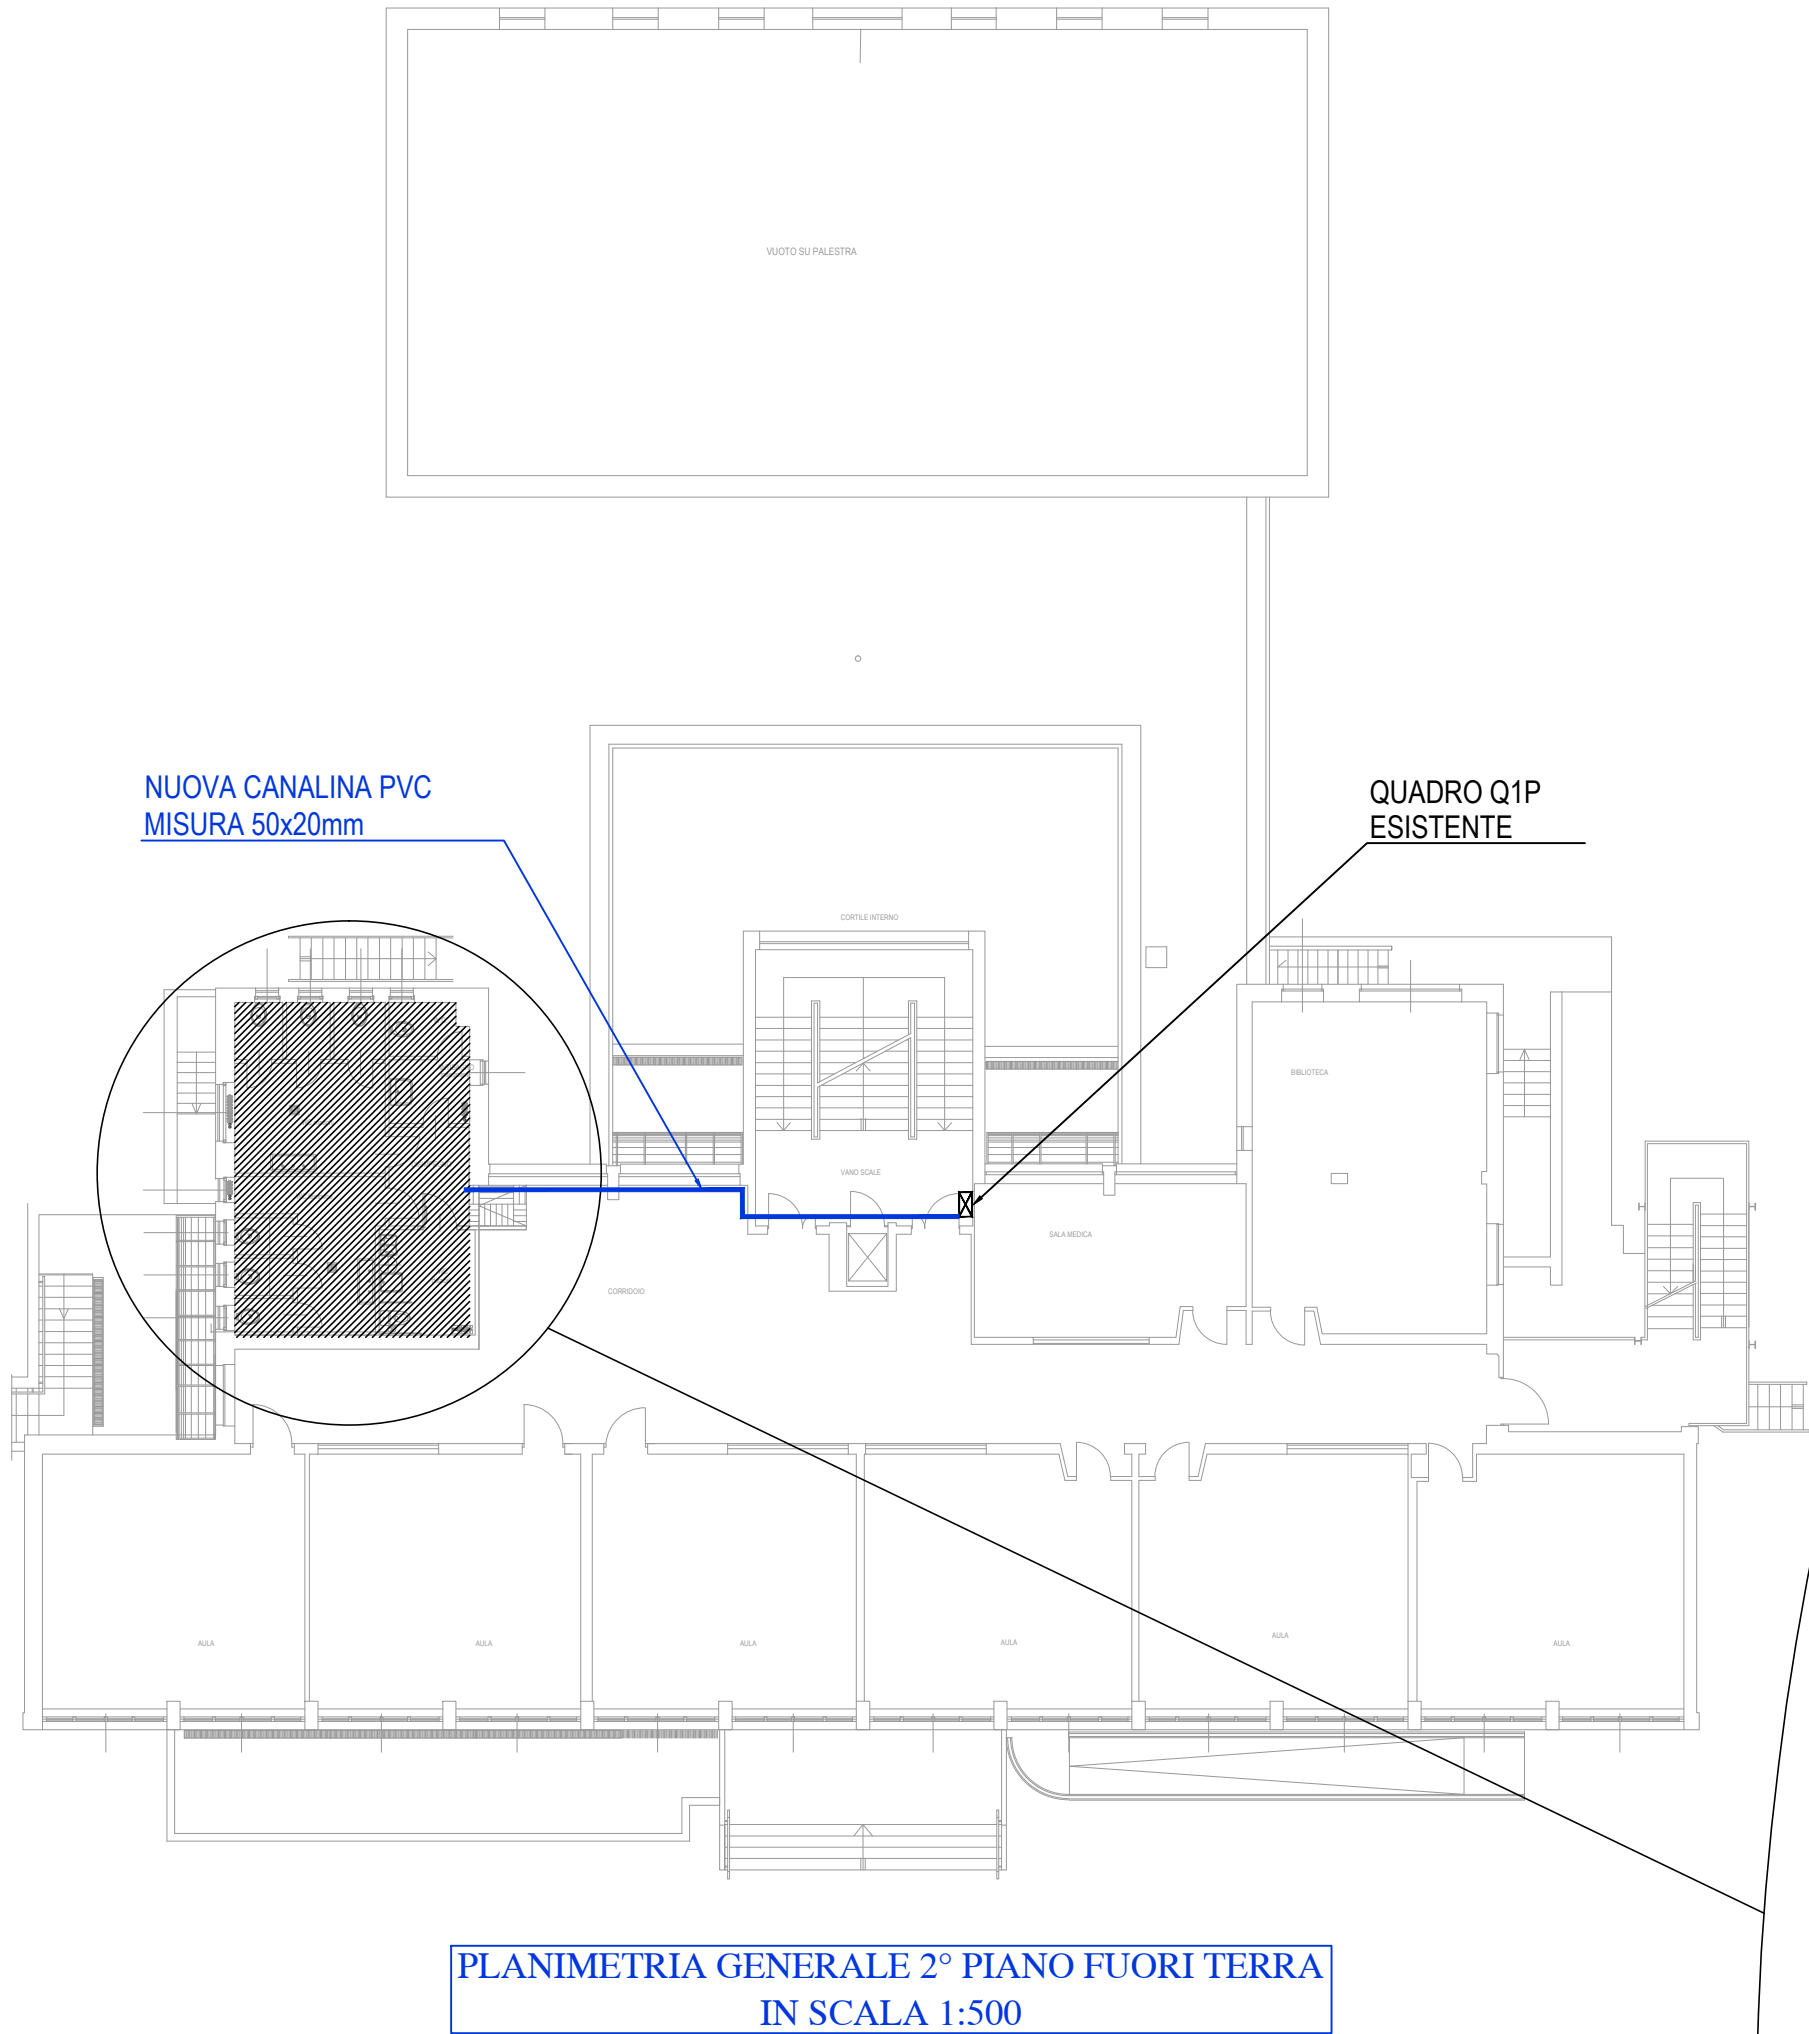 VUOTO SU PALESTRA
NUOVA CANALINA PVC
MISURA 50x20mm
QUADRO Q1P
ESISTENTE
CORTILE INTERNO
BIBLIOTECA
VANO SCALE
SALA MEDICA
CORRIDOIO
AULA
AULA
AULA
AULA
AULA
AULA
PLANIMETRIA GENERALE 2° PIANO FUORI TERRA
IN SCALA 1:500